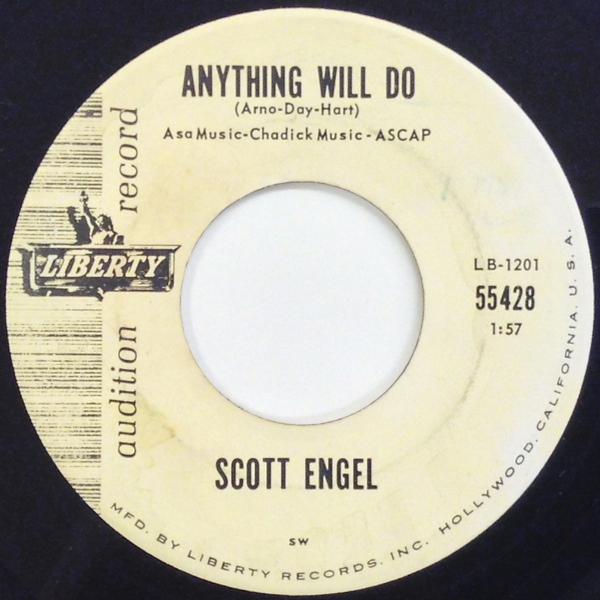 ANYTHING WILL DO
(Arno-Day-Hart)
Asa Music-Chadick Music - ASCAP
audition record
LIBERTY
LB-1201
55428
1:57
SCOTT ENGEL
SW
MFD. BY LIBERTY RECORDS, INC. HOLLYWOOD, CALIFORNIA, U.S.A.